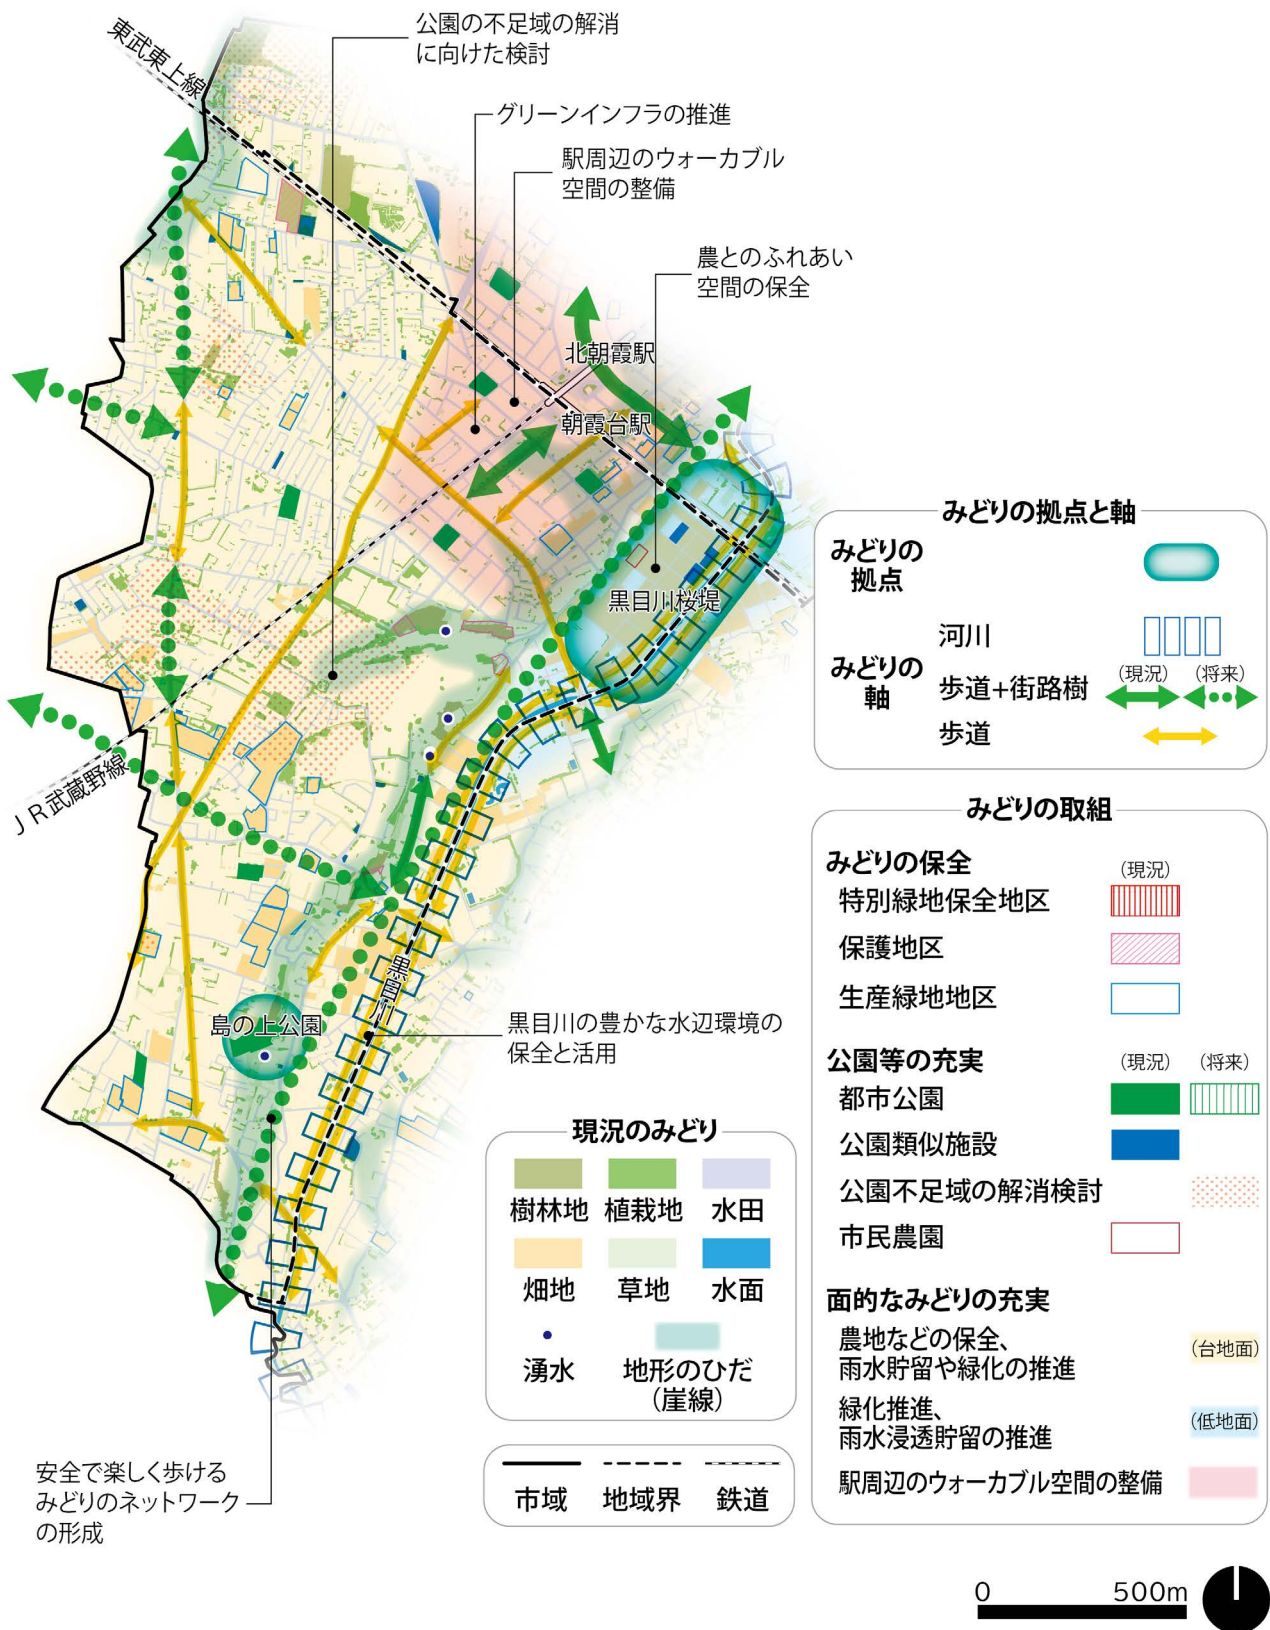 公園の不足域の解消
に向けた検討
東武東上線
グリーンインフラの推進
駅周辺のウォーカブル
空間の整備
農とのふれあい
空間の保全
北朝霞駅
朝霞台駅
黒目川桜堤
JR武蔵野線
黒目川
島の上公園
黒目川の豊かな水辺環境の
保全と活用
安全で楽しく歩ける
みどりのネットワーク
の形成
みどりの拠点と軸
みどりの
拠点
みどりの
軸
河川
(現況) (将来)
歩道+街路樹
歩道
みどりの取組
みどりの保全
(現況)
特別緑地保全地区
保護地区
生産緑地地区
公園等の充実
(現況) (将来)
都市公園
公園類似施設
公園不足域の解消検討
市民農園
面的なみどりの充実
農地などの保全、
雨水貯留や緑化の推進
(台地面)
緑化推進、
雨水浸透貯留の推進
(低地面)
駅周辺のウォーカブル空間の整備
現況のみどり
樹林地 植栽地 水田
畑地 草地 水面
湧水 地形のひだ
(崖線)
市域 地域界 鉄道
0 500m